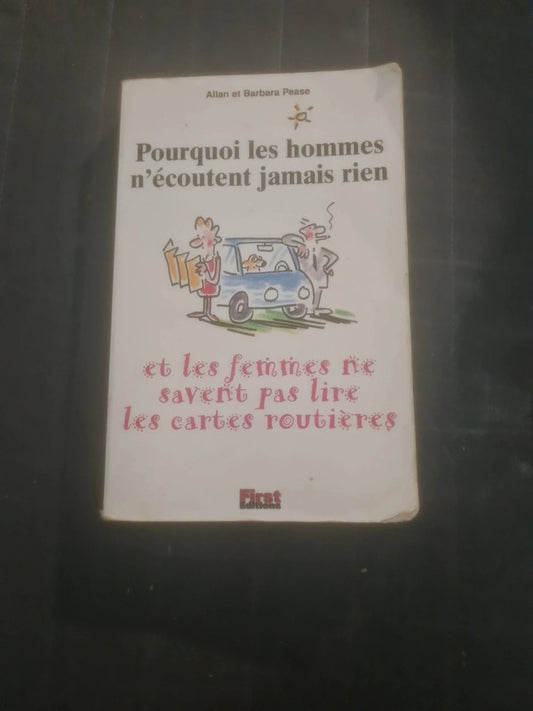 Allan et Barbara Pease
Pourquoi les hommes
n'écoutent jamais rien
et les femmes ne
savent pas lire
les cartes routières
First
Editions